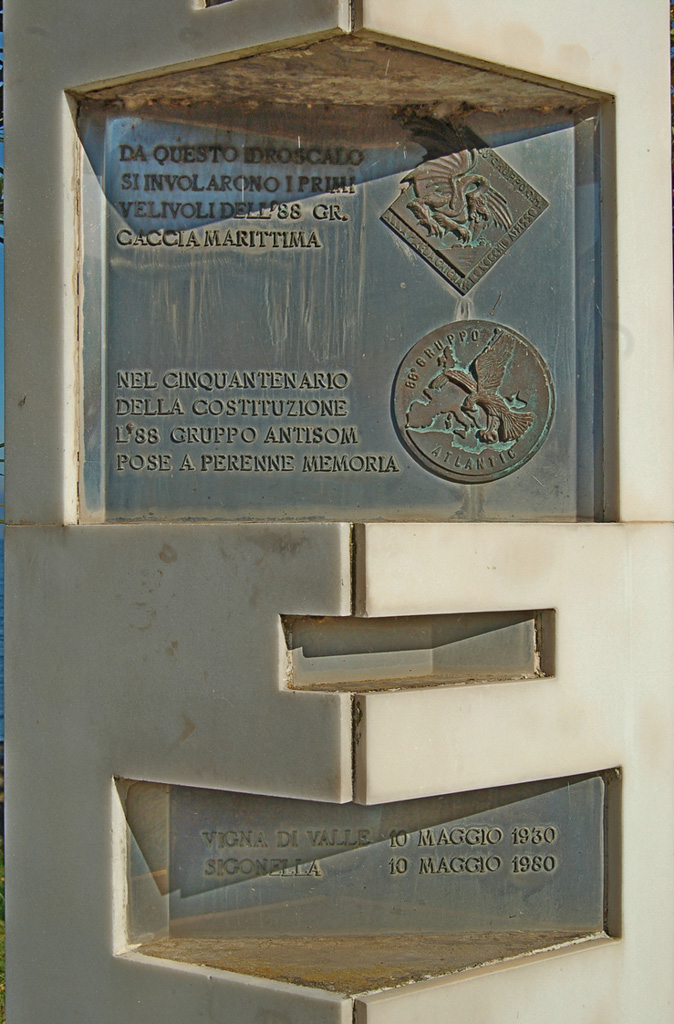 DA QUESTO IDROSCALO
SI INVOLARONO I PRIMI
VELIVOLI DELL'88 GR.
CACCIA MARITTIMA
NEL CINQUANTENARIO
DELLA COSTITUZIONE
L'88 GRUPPO ANTISOM
POSE A PERENNE MEMORIA
88° GRUPPO
ATLANTIC
VIGNA DI VALLE 10 MAGGIO 1930
SIGONELLA 10 MAGGIO 1980